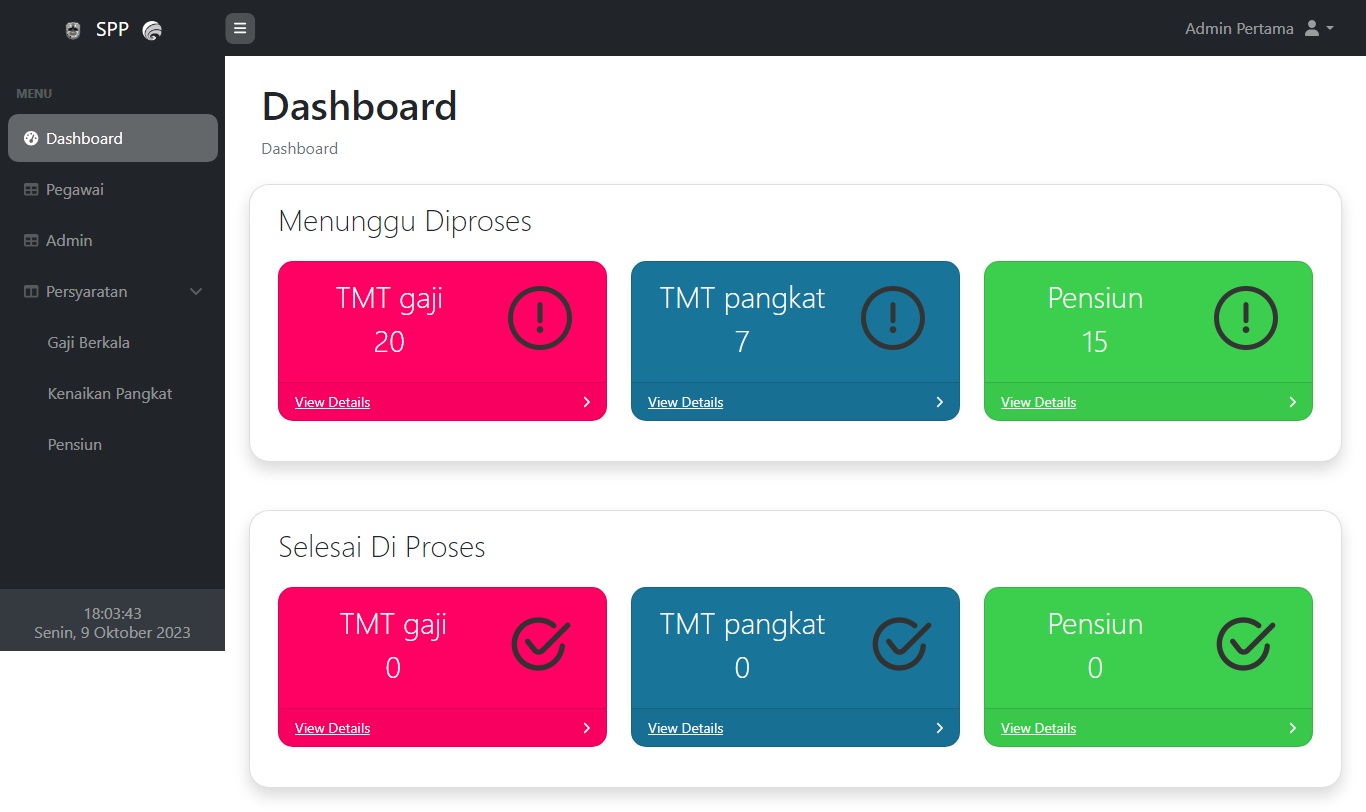 SPP
Admin Pertama
MENU
Dashboard
Pegawai
Admin
Persyaratan
Gaji Berkala
Kenaikan Pangkat
Pensiun
18:03:43
Senin, 9 Oktober 2023
Dashboard
Dashboard
Menunggu Diproses
TMT gaji
20
View Details
TMT pangkat
7
View Details
Pensiun
15
View Details
Selesai Di Proses
TMT gaji
0
View Details
TMT pangkat
0
View Details
Pensiun
0
View Details